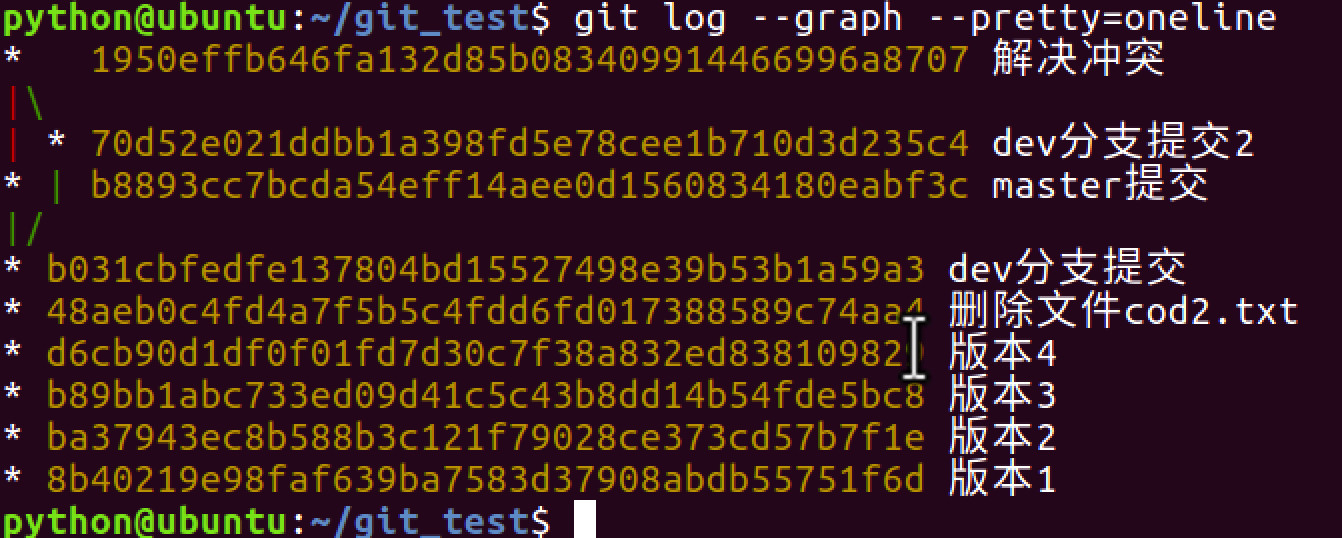 python@ubuntu:~/git_test$ git log --graph --pretty=oneline
*   1950effb646fa132d85b083409914466996a8707 解决冲突
|\
| * 70d52e021ddbb1a398fd5e78cee1b710d3d235c4 dev分支提交2
* | b8893cc7bcda54eff14aee0d1560834180eabf3c master提交
|/
* b031cbfedfe137804bd15527498e39b53b1a59a3 dev分支提交
* 48aeb0c4fd4a7f5b5c4fdd6fd017388589c74aa4 删除文件cod2.txt
* 版本4
* b89bb1abc733ed09d41c5c43b8dd14b54fde5bc8 版本3
* ba37943ec8b588b3c121f79028ce373cd57b7f1e 版本2
* 8b40219e98faf639ba7583d37908abdb55751f6d 版本1
python@ubuntu:~/git_test$